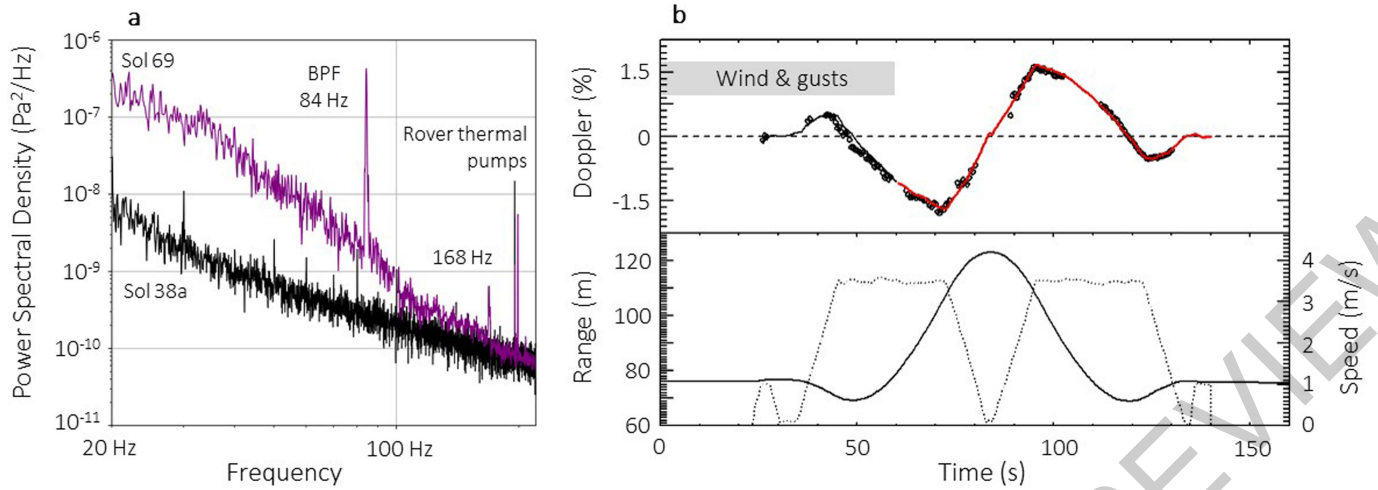 a
Power Spectral Density (Pa²/Hz)
10⁻⁶
10⁻⁷
10⁻⁸
10⁻⁹
10⁻¹⁰
10⁻¹¹
Sol 69
BPF
84 Hz
Rover thermal
pumps
168 Hz
Sol 38a
20 Hz
100 Hz
Frequency
b
Doppler (%)
1.5
0
-1.5
Wind & gusts
Range (m)
120
100
80
60
4
3
2
1
0
Speed (m/s)
0
50
100
150
Time (s)
REVIEW